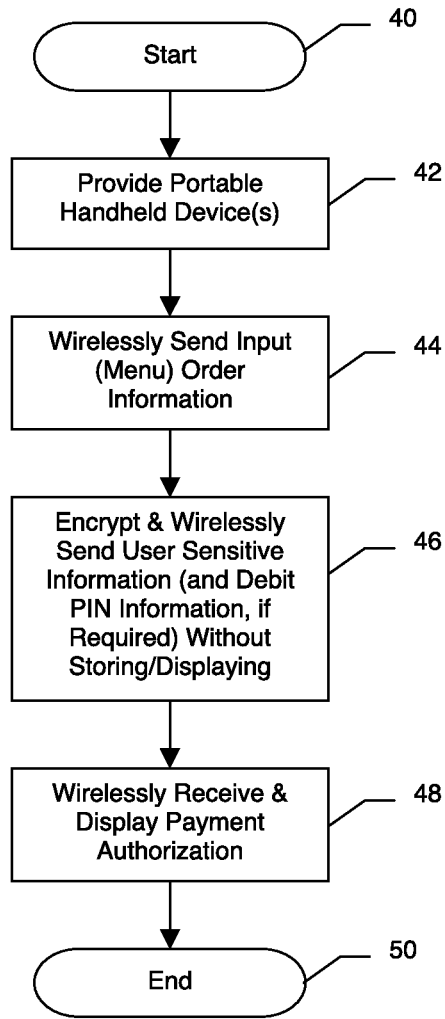 40
Start
Provide Portable
Handheld Device(s)
42
Wirelessly Send Input
(Menu) Order
Information
44
Encrypt & Wirelessly
Send User Sensitive
Information (and Debit
PIN Information, if
Required) Without
Storing/Displaying
46
Wirelessly Receive &
Display Payment
Authorization
48
End
50